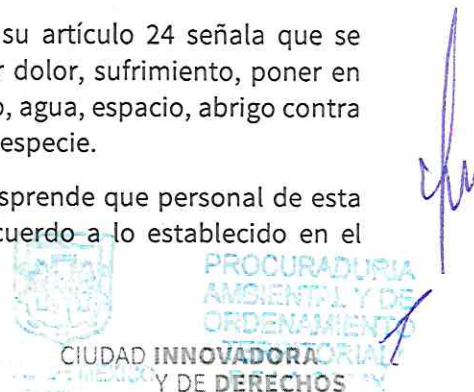 su artículo 24 señala que se
r dolor, sufrimiento, poner en
o, agua, espacio, abrigo contra
especie.
sprende que personal de esta
cuerdo a lo establecido en el
PROCURADURIA
AMBIENTAL Y DE
ORDENAMIENTO
TERRITORIAL
CIUDAD INNOVADORA
Y DE DERECHOS